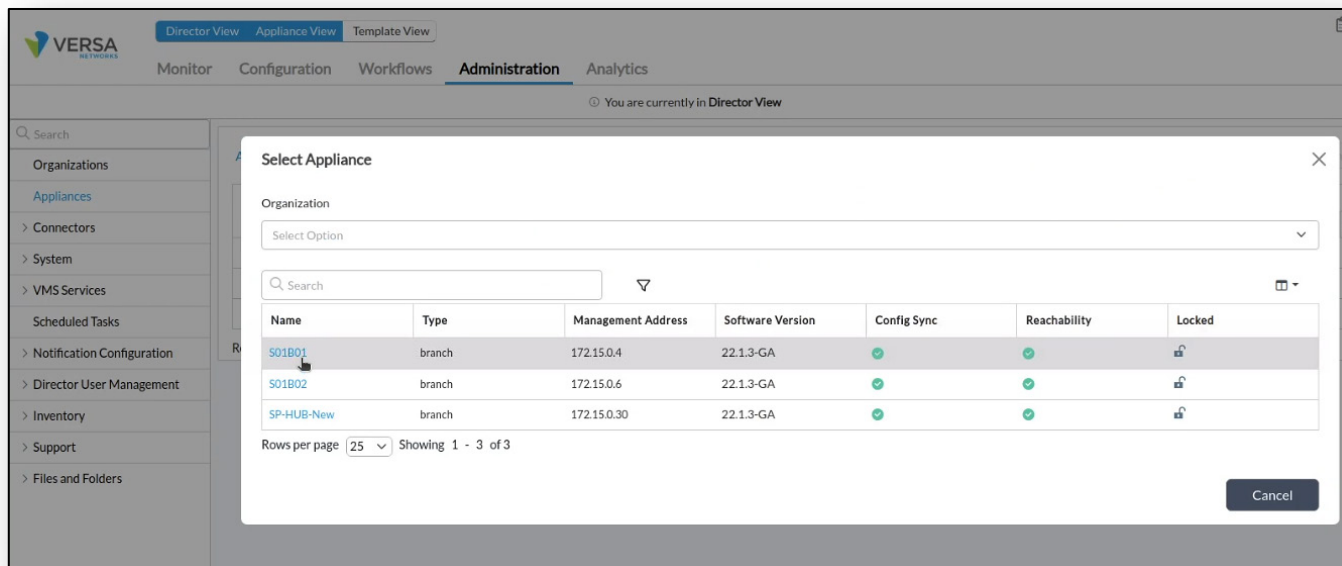 VERSA
NETWORKS
Director View Appliance View Template View
Monitor Configuration Workflows Administration Analytics
You are currently in Director View
Search
Organizations
Appliances
Connectors
System
VMS Services
Scheduled Tasks
Notification Configuration
Director User Management
Inventory
Support
Files and Folders
Select Appliance
Organization
Select Option
Search
Name Type Management Address Software Version Config Sync Reachability Locked
S01B01 branch 172.15.0.4 22.1.3-GA
S01B02 branch 172.15.0.6 22.1.3-GA
SP-HUB-New branch 172.15.0.30 22.1.3-GA
Rows per page 25 Showing 1 - 3 of 3
Cancel